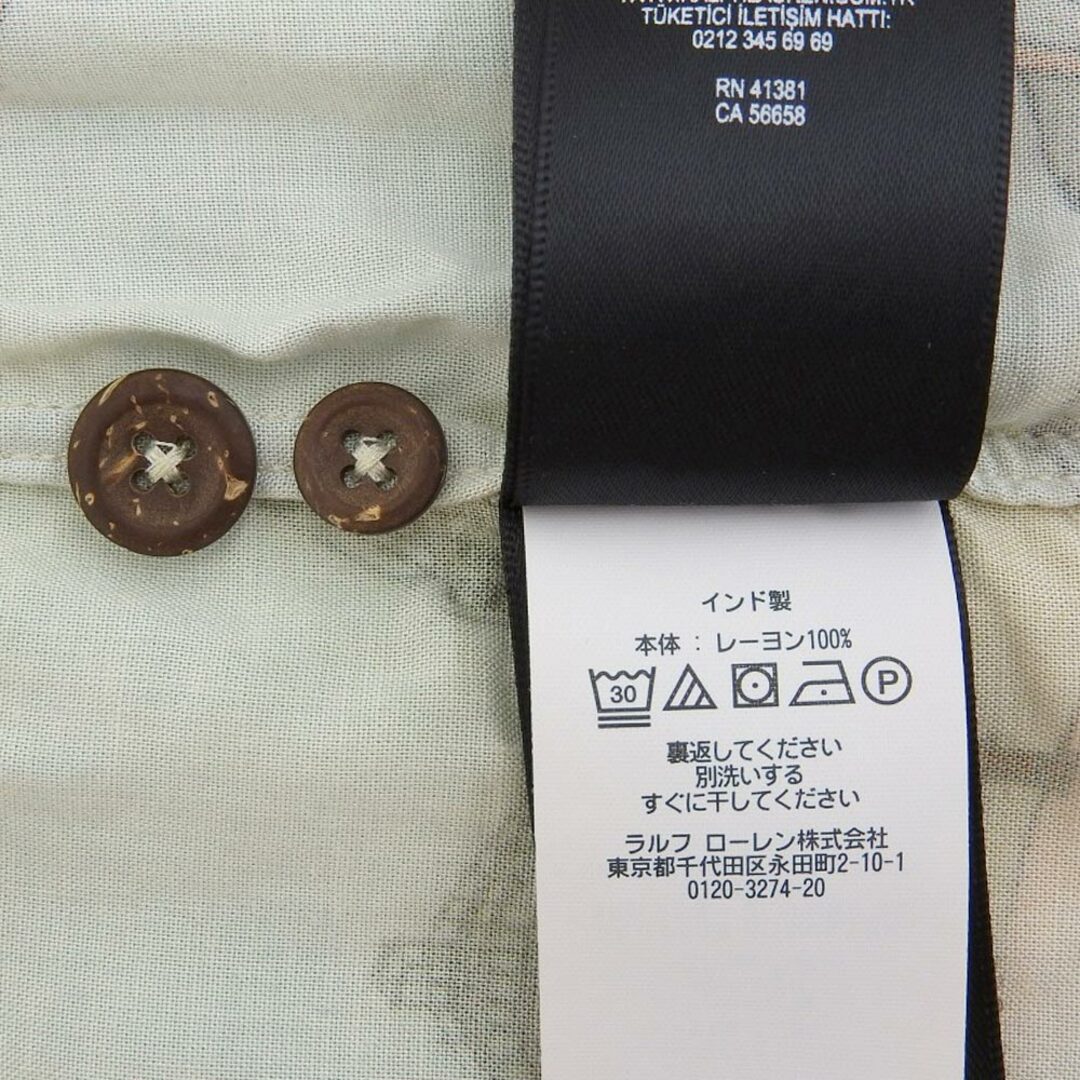 TÜKETİCİ İLETİŞİM HATTI:
0212 345 69 69
RN 41381
CA 56658
インド製
本体 : レーヨン100%
30
P
裏返してください
別洗いする
すぐに干してください
ラルフ ローレン株式会社
東京都千代田区永田町2-10-1
0120-3274-20